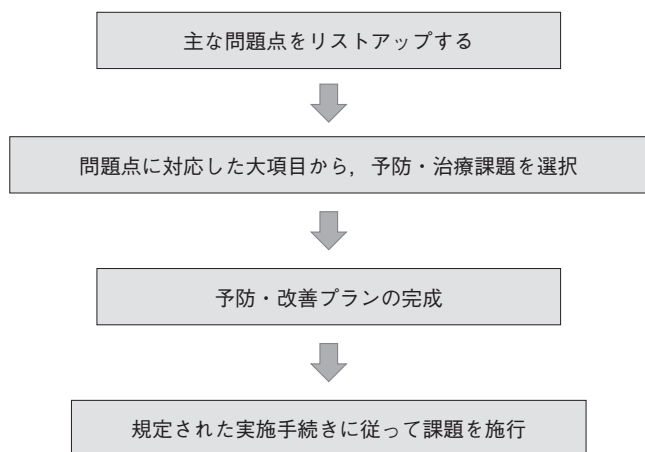 主な問題点をリストアップする
問題点に対応した大項目から，予防・治療課題を選択
予防・改善プランの完成
規定された実施手続きに従って課題を施行